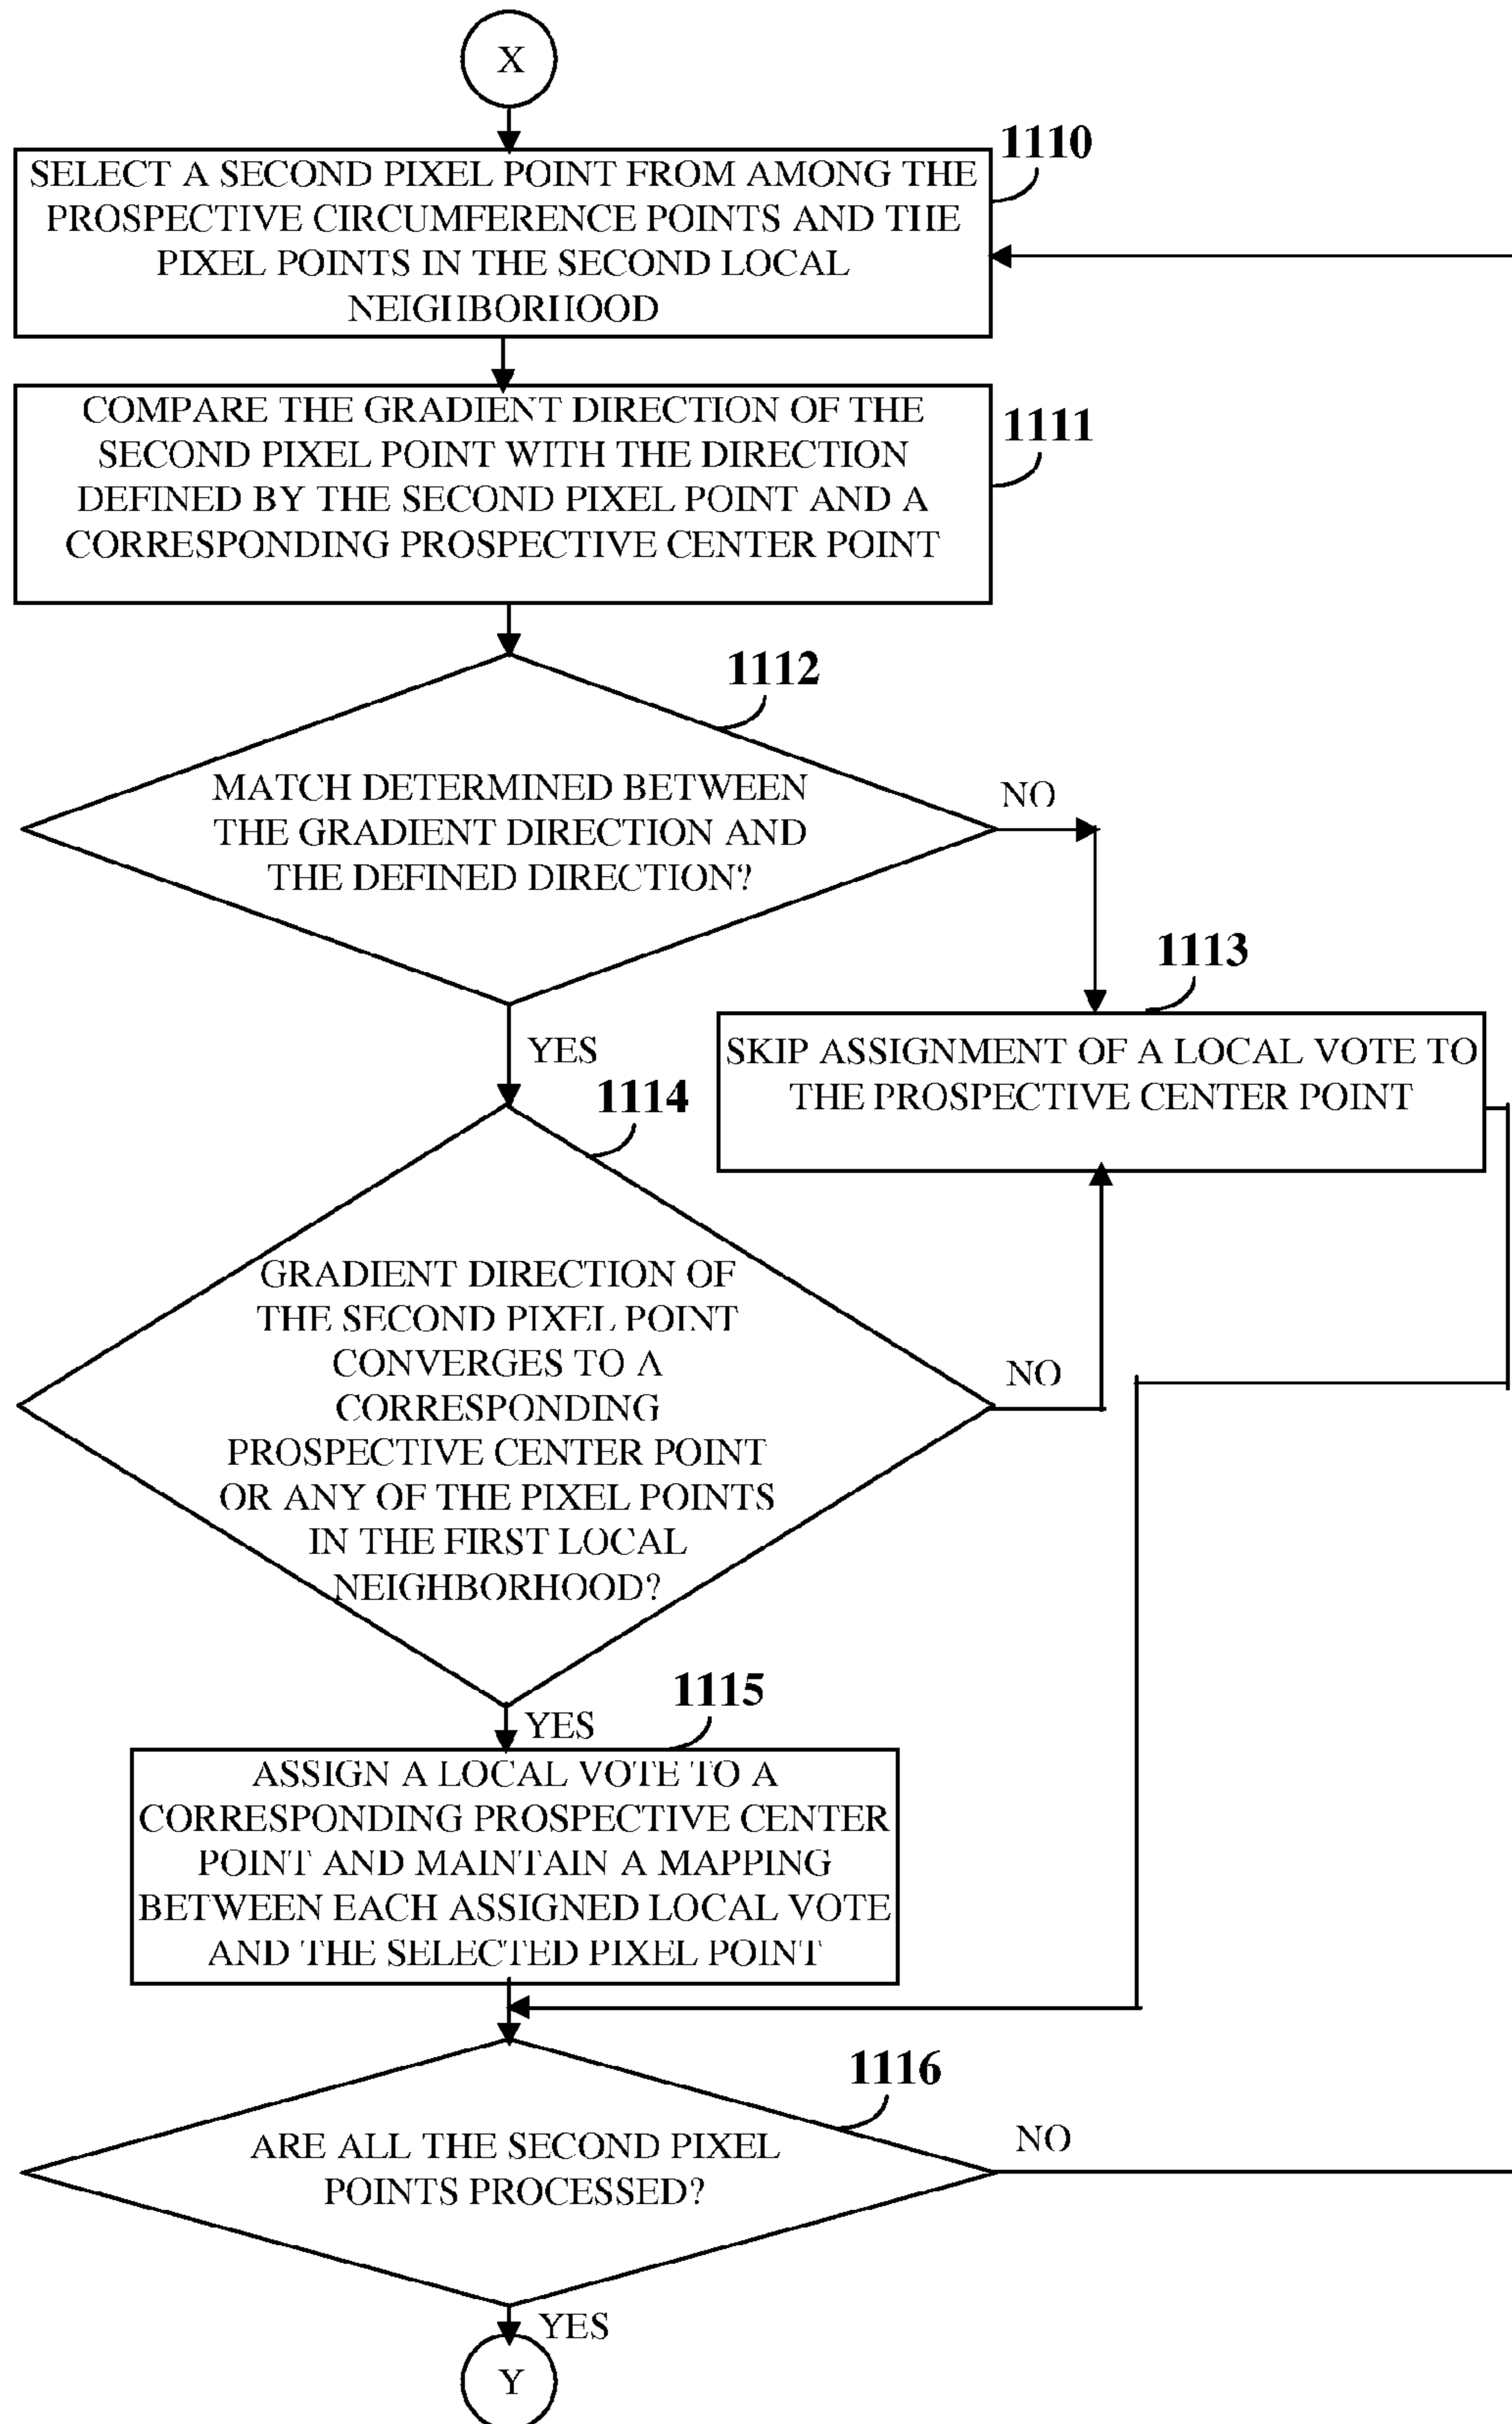 X
1110
SELECT A SECOND PIXEL POINT FROM AMONG THE
PROSPECTIVE CIRCUMFERENCE POINTS AND THE
PIXEL POINTS IN THE SECOND LOCAL
NEIGHBORHOOD
1111
COMPARE THE GRADIENT DIRECTION OF THE
SECOND PIXEL POINT WITH THE DIRECTION
DEFINED BY THE SECOND PIXEL POINT AND A
CORRESPONDING PROSPECTIVE CENTER POINT
1112
MATCH DETERMINED BETWEEN
THE GRADIENT DIRECTION AND
THE DEFINED DIRECTION?
NO
1113
SKIP ASSIGNMENT OF A LOCAL VOTE TO
THE PROSPECTIVE CENTER POINT
YES
1114
GRADIENT DIRECTION OF
THE SECOND PIXEL POINT
CONVERGES TO A
CORRESPONDING
PROSPECTIVE CENTER POINT
OR ANY OF THE PIXEL POINTS
IN THE FIRST LOCAL
NEIGHBORHOOD?
NO
YES
1115
ASSIGN A LOCAL VOTE TO A
CORRESPONDING PROSPECTIVE CENTER
POINT AND MAINTAIN A MAPPING
BETWEEN EACH ASSIGNED LOCAL VOTE
AND THE SELECTED PIXEL POINT
1116
ARE ALL THE SECOND PIXEL
POINTS PROCESSED?
NO
YES
Y